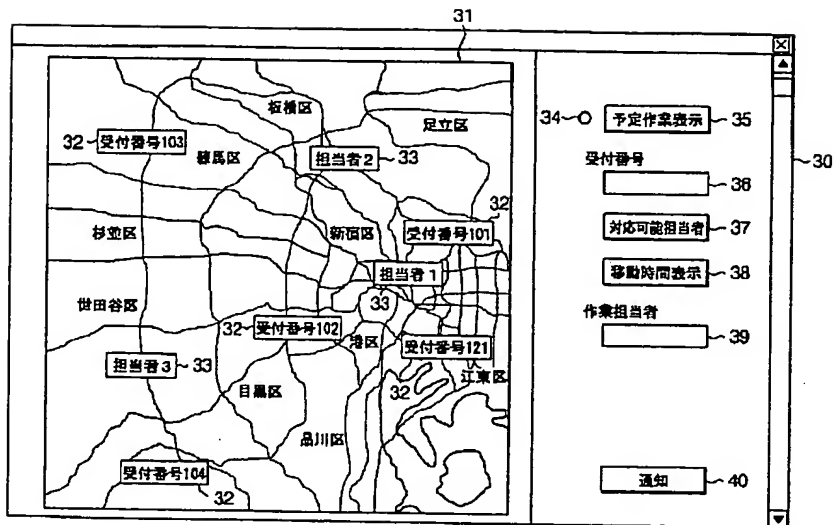 31
板橋区
足立区
32
受付番号103
練馬区
担当者2
33
34
予定作業表示
35
30
受付番号
36
32
杉並区
新宿区
受付番号101
対応可能担当者
37
担当者1
移動時間表示
38
世田谷区
33
作業担当者
32
受付番号102
港区
受付番号121
39
担当者3
33
江東区
目黒区
32
品川区
受付番号104
32
通知
40